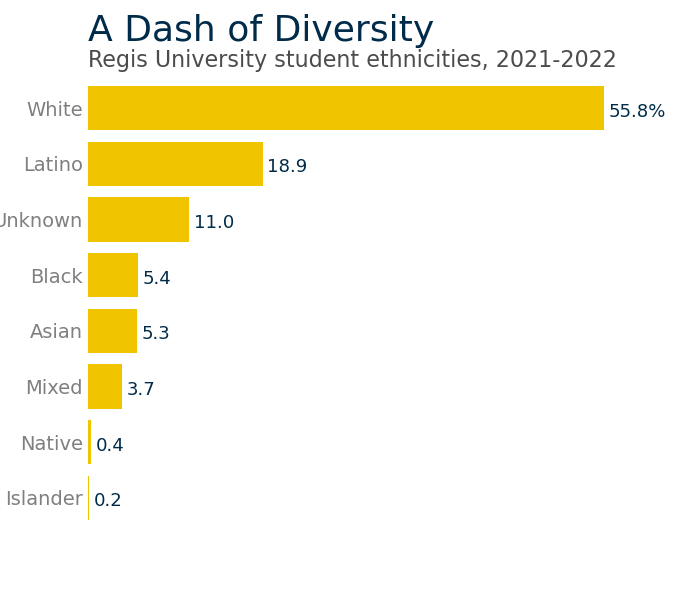 A Dash of Diversity
Regis University student ethnicities, 2021-2022
White 55.8%
Latino 18.9
Unknown 11.0
Black 5.4
Asian 5.3
Mixed 3.7
Native 0.4
Islander 0.2